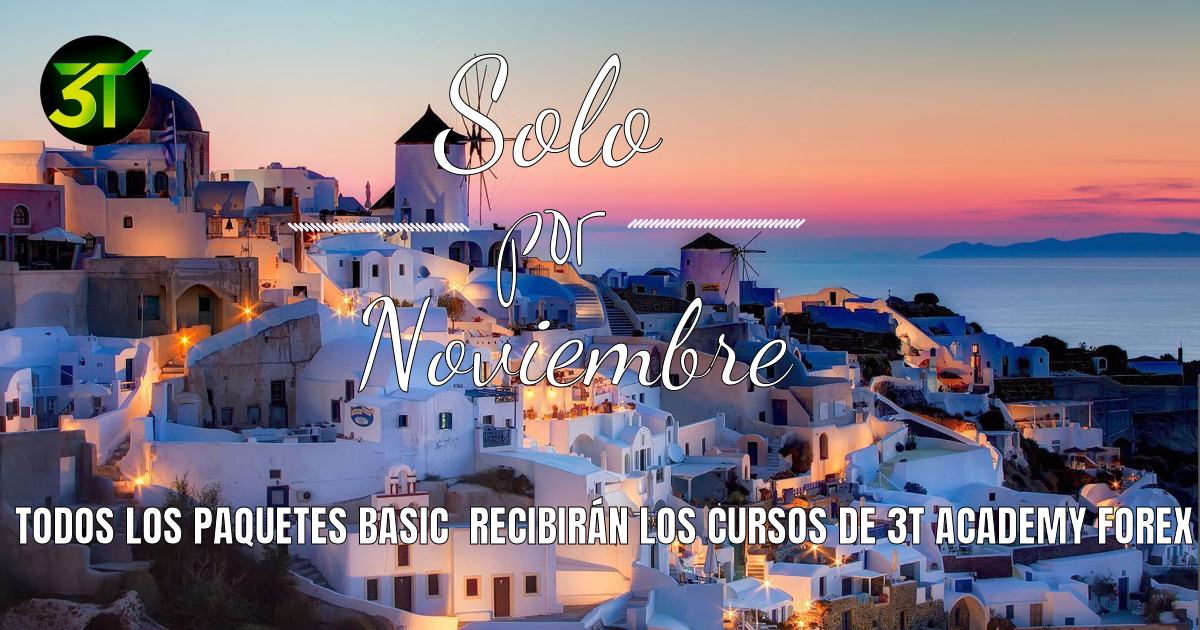 3T
Solo
por
Noviembre
TODOS LOS PAQUETES BASIC RECIBIRÁN LOS CURSOS DE 3T ACADEMY FOREX